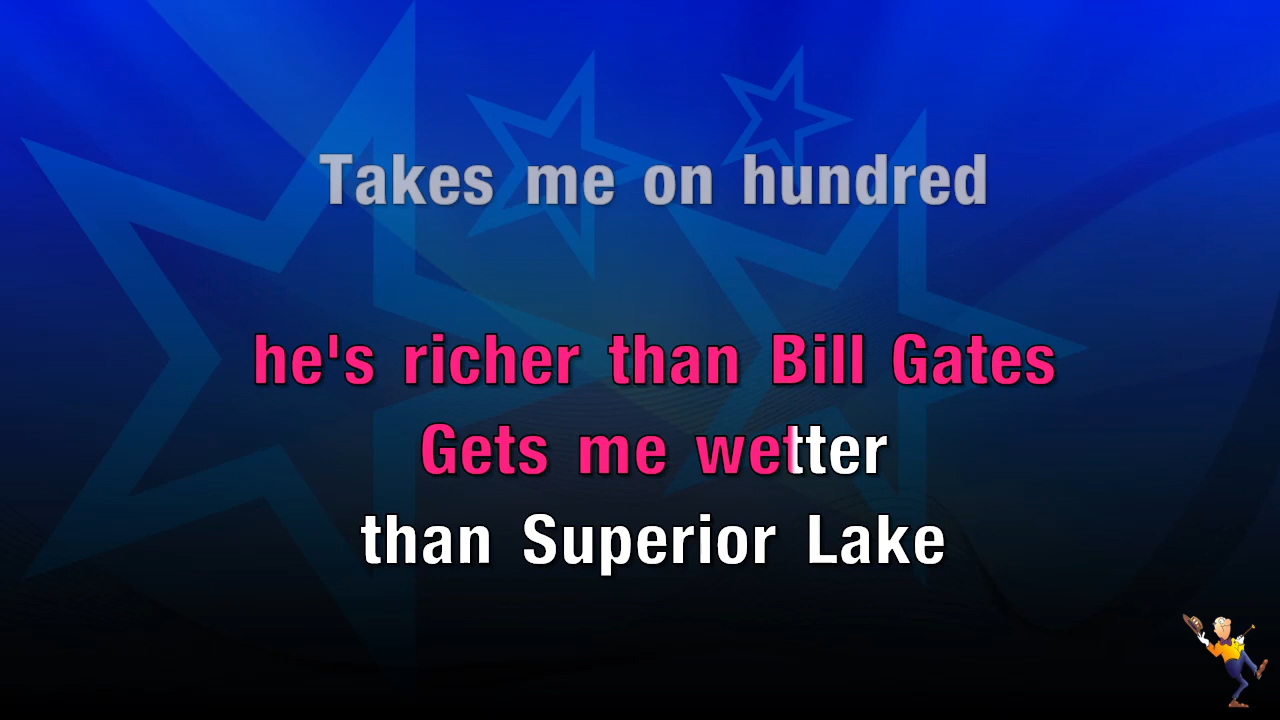 Takes me on hundred
he's richer than Bill Gates
Gets me wetter
than Superior Lake